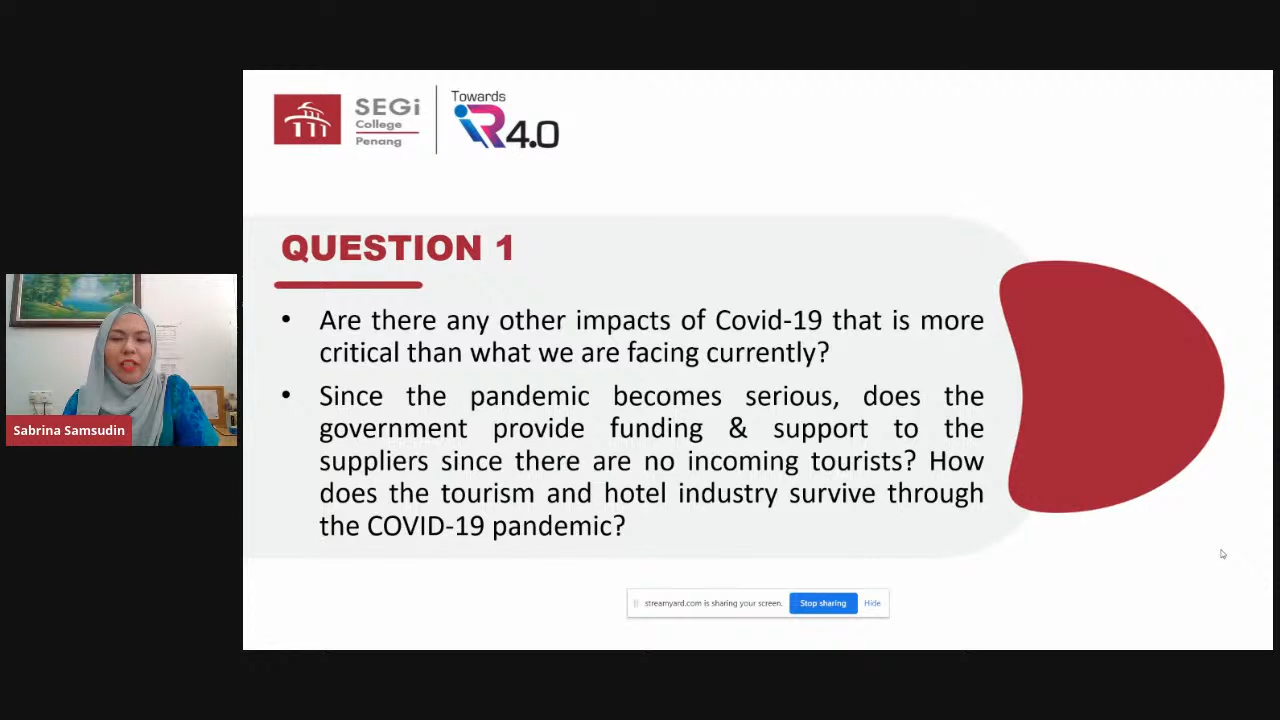 SEGi
College
Penang
Towards
iR4.0
QUESTION 1
• Are there any other impacts of Covid-19 that is more
critical than what we are facing currently?
• Since the pandemic becomes serious, does the
government provide funding & support to the
suppliers since there are no incoming tourists? How
does the tourism and hotel industry survive through
the COVID-19 pandemic?
Sabrina Samsudin
streamyard.com is sharing your screen. Stop sharing Hide